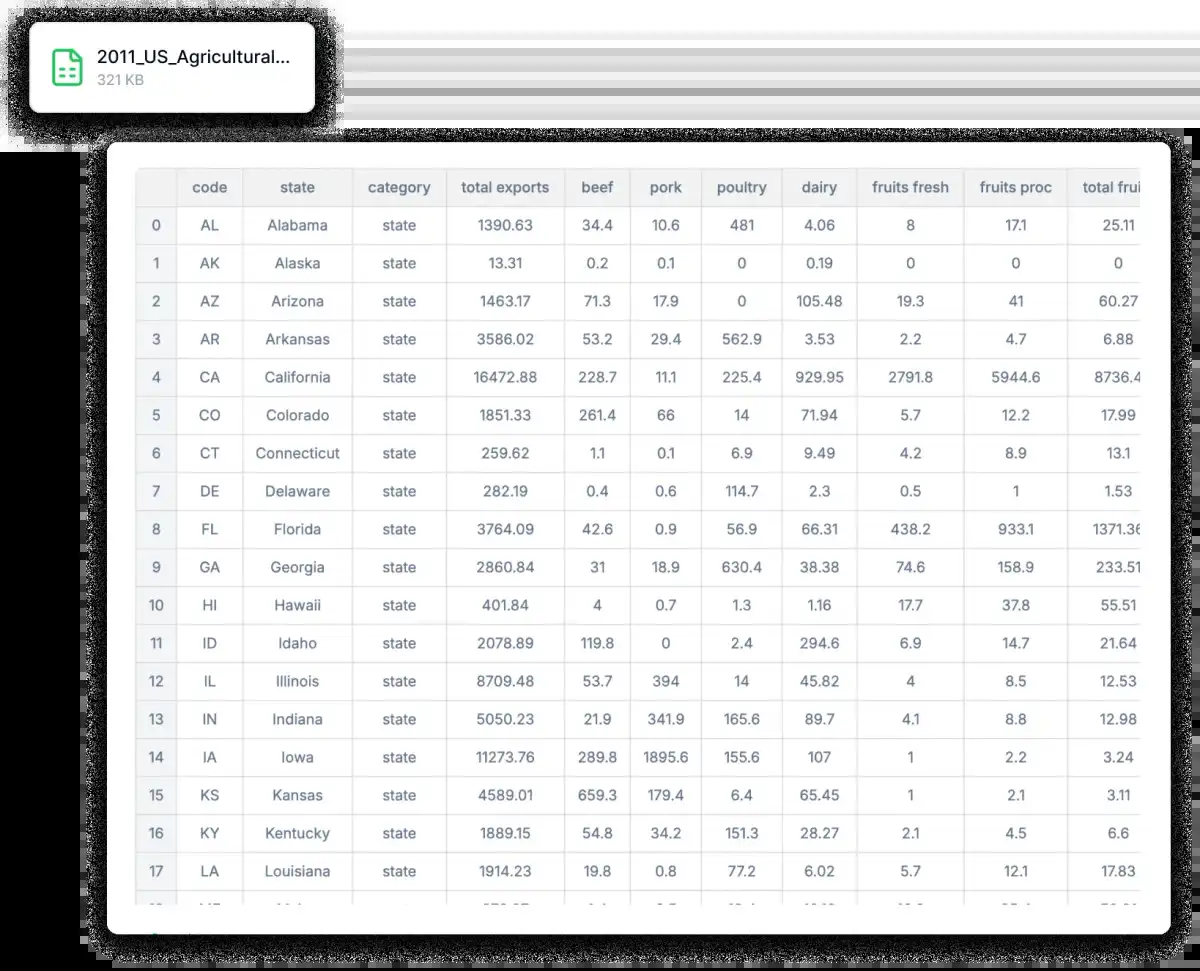 2011_US_Agricultural...
321 KB
code state category total exports beef pork poultry dairy fruits fresh fruits proc total frui
0 AL Alabama state 1390.63 34.4 10.6 481 4.06 8 17.1 25.11
1 AK Alaska state 13.31 0.2 0.1 0 0.19 0 0 0
2 AZ Arizona state 1463.17 71.3 17.9 0 105.48 19.3 41 60.27
3 AR Arkansas state 3586.02 53.2 29.4 562.9 3.53 2.2 4.7 6.88
4 CA California state 16472.88 228.7 11.1 225.4 929.95 2791.8 5944.6 8736.4
5 CO Colorado state 1851.33 261.4 66 14 71.94 5.7 12.2 17.99
6 CT Connecticut state 259.62 1.1 0.1 6.9 9.49 4.2 8.9 13.1
7 DE Delaware state 282.19 0.4 0.6 114.7 2.3 0.5 1 1.53
8 FL Florida state 3764.09 42.6 0.9 56.9 66.31 438.2 933.1 1371.36
9 GA Georgia state 2860.84 31 18.9 630.4 38.38 74.6 158.9 233.51
10 HI Hawaii state 401.84 4 0.7 1.3 1.16 17.7 37.8 55.51
11 ID Idaho state 2078.89 119.8 0 2.4 294.6 6.9 14.7 21.64
12 IL Illinois state 8709.48 53.7 394 14 45.82 4 8.5 12.53
13 IN Indiana state 5050.23 21.9 341.9 165.6 89.7 4.1 8.8 12.98
14 IA Iowa state 11273.76 289.8 1895.6 155.6 107 1 2.2 3.24
15 KS Kansas state 4589.01 659.3 179.4 6.4 65.45 1 2.1 3.11
16 KY Kentucky state 1889.15 54.8 34.2 151.3 28.27 2.1 4.5 6.6
17 LA Louisiana state 1914.23 19.8 0.8 77.2 6.02 5.7 12.1 17.83